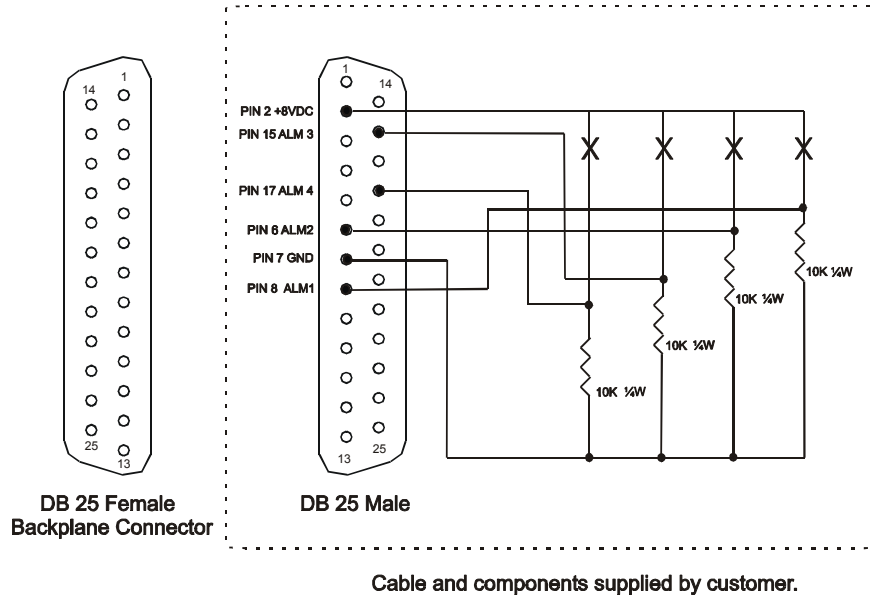 14
1
25
13
DB 25 Female
Backplane Connector
1
14
PIN 2 +8VDC
PIN 15 ALM 3
PIN 17 ALM 4
PIN 6 ALM2
PIN 7 GND
PIN 8 ALM1
13
25
DB 25 Male
X
X
X
X
10K ¼W
10K ¼W
10K ¼W
10K ¼W
Cable and components supplied by customer.